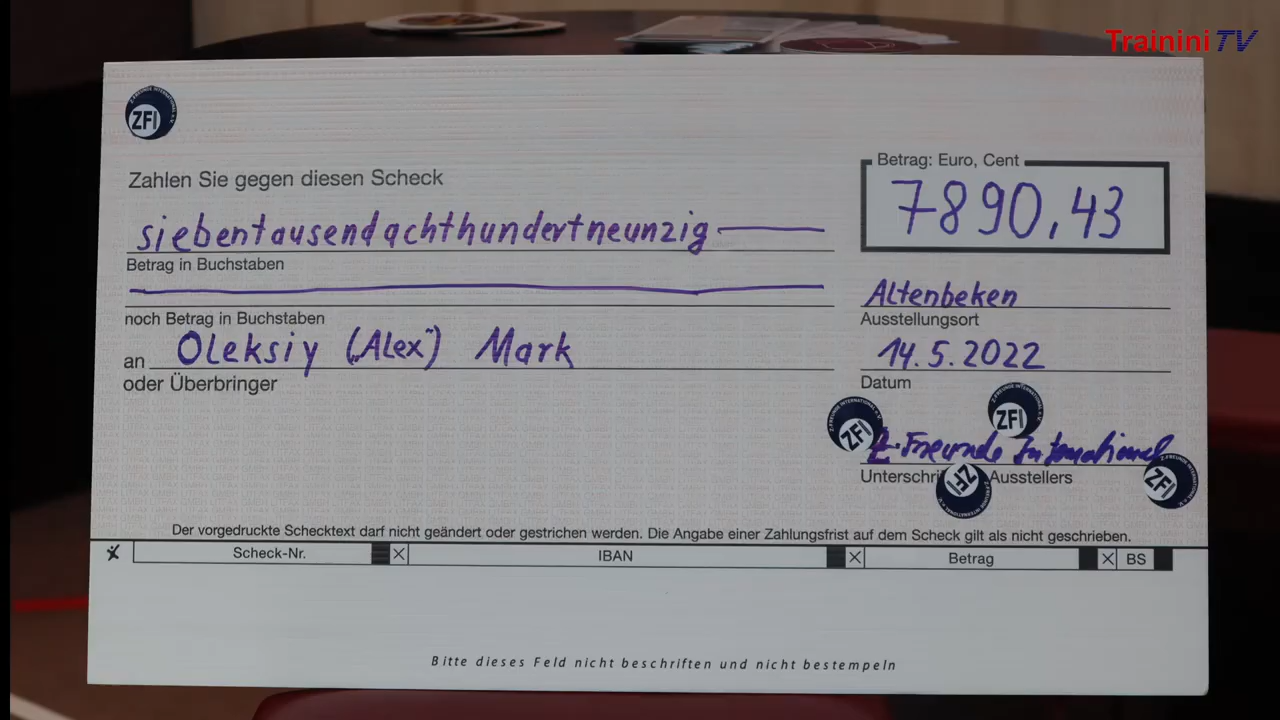 Trainini TV
ZFI
Zahlen Sie gegen diesen Scheck
Betrag: Euro, Cent
7890,43
siebentausendachthundertneunzig
Betrag in Buchstaben
Altenbeken
noch Betrag in Buchstaben
Ausstellungsort
an Oleksiy („Alex“) Mark
14.5.2022
oder Überbringer
Datum
ZFI
ZFI
Z-Freunde International
Unterschri Ausstellers
ZFI
ZFI
Der vorgedruckte Schecktext darf nicht geändert oder gestrichen werden. Die Angabe einer Zahlungsfrist auf dem Scheck gilt als nicht geschrieben.
Scheck-Nr. IBAN Betrag BS
Bitte dieses Feld nicht beschriften und nicht bestempeln